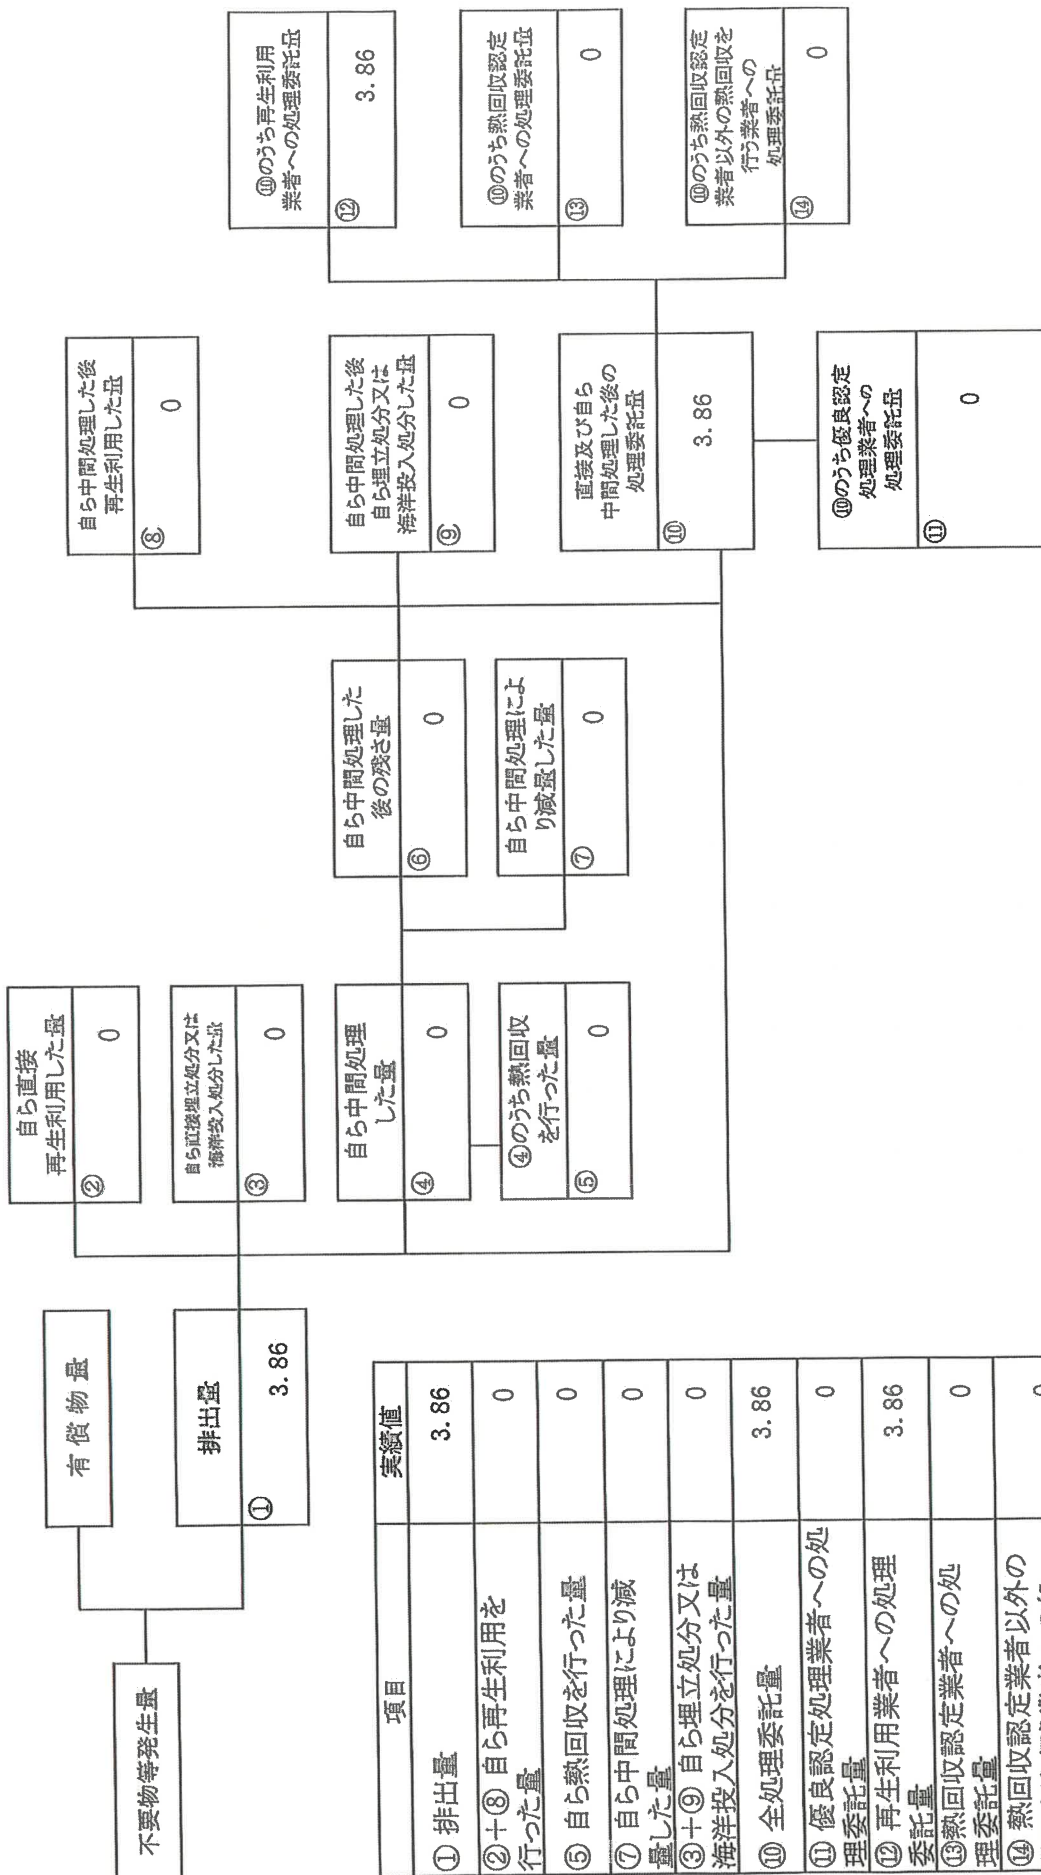 不要物等発生量
有償物量
排出量
①
3.86
自ら直接
再生利用した量
②
0
自ら直接埋立処分又は
海洋投入処分した量
③
0
自ら中間処理
した量
④
0
④のうち熱回収
を行った量
⑤
0
自ら中間処理した
後の残さ量
⑥
0
自ら中間処理によ
り減量した量
⑦
0
自ら中間処理した後
再生利用した量
⑧
0
自ら中間処理した後
自ら埋立処分又は
海洋投入処分した量
⑨
0
直接及び自ら
中間処理した後の
処理委託量
⑩
3.86
⑩のうち優良認定
処理業者への
処理委託量
⑪
0
⑩のうち再生利用
業者への処理委託量
⑫
3.86
⑩のうち熱回収認定
業者への処理委託量
⑬
0
⑩のうち熱回収認定
業者以外の熱回収を
行う業者への
処理委託量
⑭
0
項目 実績値
① 排出量 3.86
②+⑧ 自ら再生利用を
行った量 0
⑤ 自ら熱回収を行った量 0
⑦ 自ら中間処理により減
量した量 0
③+⑨ 自ら埋立処分又は
海洋投入処分を行った量 0
⑩ 全処理委託量 3.86
⑪ 優良認定処理業者への処
理委託量 0
⑫ 再生利用業者への処理
委託量 3.86
⑬熱回収認定業者への処
理委託量 0
⑭ 熱回収認定業者以外の
0